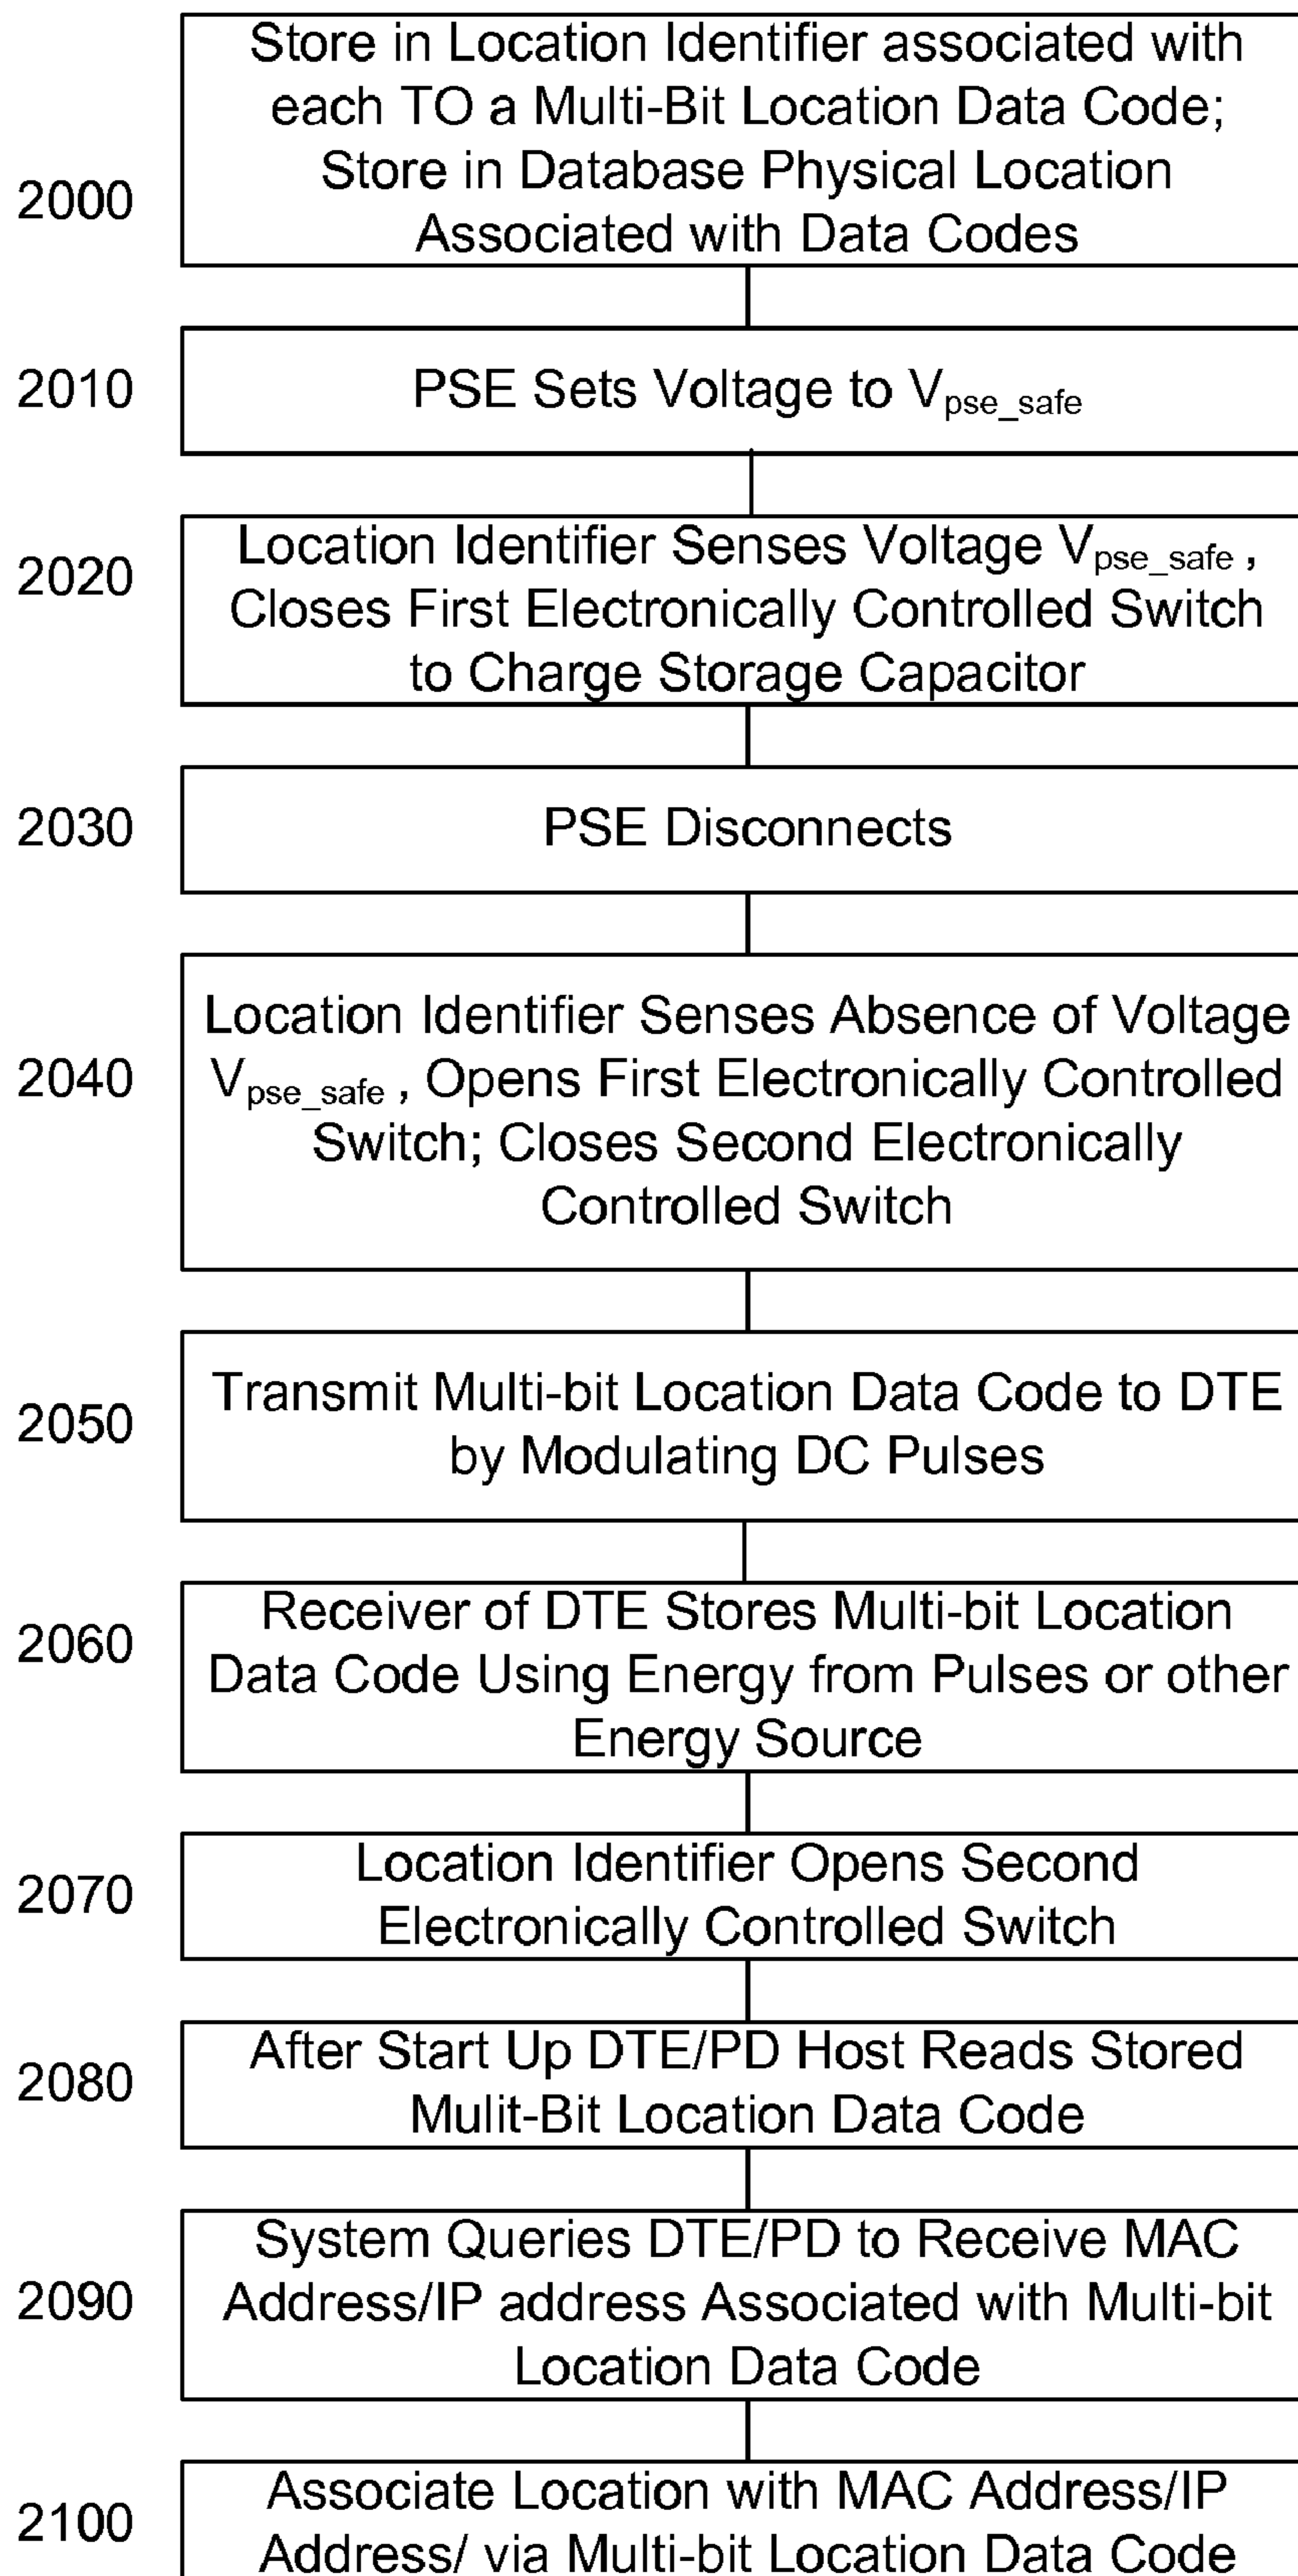 Store in Location Identifier associated with
each TO a Multi-Bit Location Data Code;
2000
Store in Database Physical Location
Associated with Data Codes
2010
PSE Sets Voltage to Vpse_safe
2020
Location Identifier Senses Voltage Vpse_safe ,
Closes First Electronically Controlled Switch
to Charge Storage Capacitor
2030
PSE Disconnects
Location Identifier Senses Absence of Voltage
2040
Vpse_safe , Opens First Electronically Controlled
Switch; Closes Second Electronically
Controlled Switch
2050
Transmit Multi-bit Location Data Code to DTE
by Modulating DC Pulses
2060
Receiver of DTE Stores Multi-bit Location
Data Code Using Energy from Pulses or other
Energy Source
2070
Location Identifier Opens Second
Electronically Controlled Switch
2080
After Start Up DTE/PD Host Reads Stored
Mulit-Bit Location Data Code
2090
System Queries DTE/PD to Receive MAC
Address/IP address Associated with Multi-bit
Location Data Code
2100
Associate Location with MAC Address/IP
Address/ via Multi-bit Location Data Code